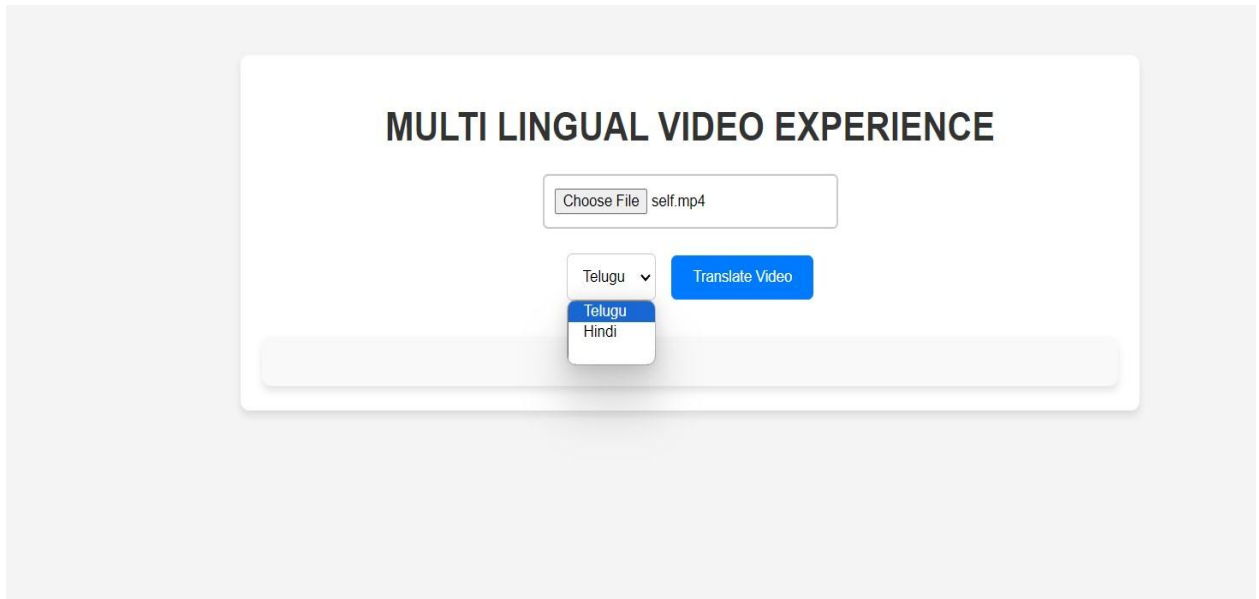 MULTI LINGUAL VIDEO EXPERIENCE
Choose File self.mp4
Telugu Translate Video
Telugu
Hindi